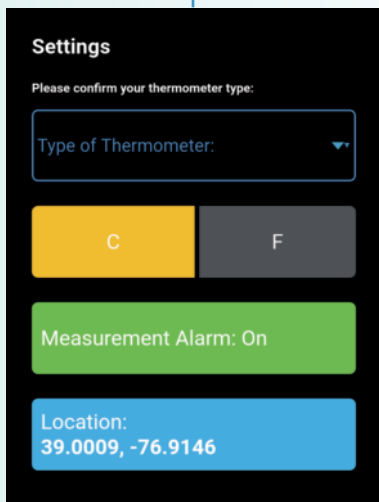 Settings
Please confirm your thermometer type:
Type of Thermometer:
C F
Measurement Alarm: On
Location:
39.0009, -76.9146